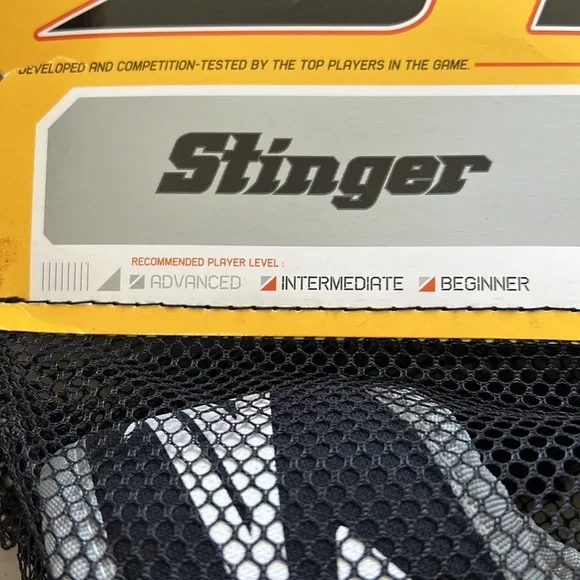 DEVELOPED AND COMPETITION-TESTED BY THE TOP PLAYERS IN THE GAME.
Stinger
RECOMMENDED PLAYER LEVEL :
ADVANCED INTERMEDIATE BEGINNER